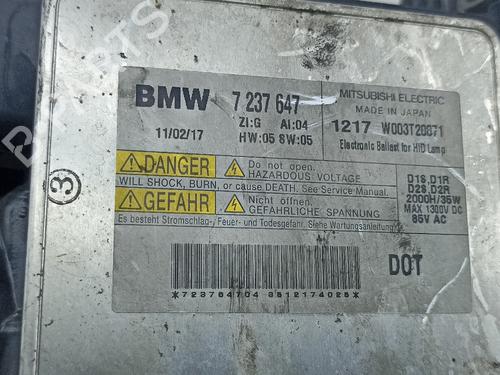 B-PARTS
BMW 7 237 647
MITSUBISHI ELECTRIC
MADE IN JAPAN
ZI:G AI:04
11/02/17
HW:05 SW:05
1217 W003T20871
Electronic Ballast for HID Lamp
DANGER
Do not open.
HAZARDOUS VOLTAGE
WILL SHOCK, BURN, or cause DEATH. See Service Manual.
GEFAHR
Nicht öffnen.
GEFÄHRLICHE SPANNUNG
Es besteht Stromschlag-, Feuer- und Todesgefahr. Siehe Wartungsanleitung
D1S,D1R
D2S,D2R
2000H/35W
MAX 1300V DC
85V AC
3
DOT
*723764704 3512174025*